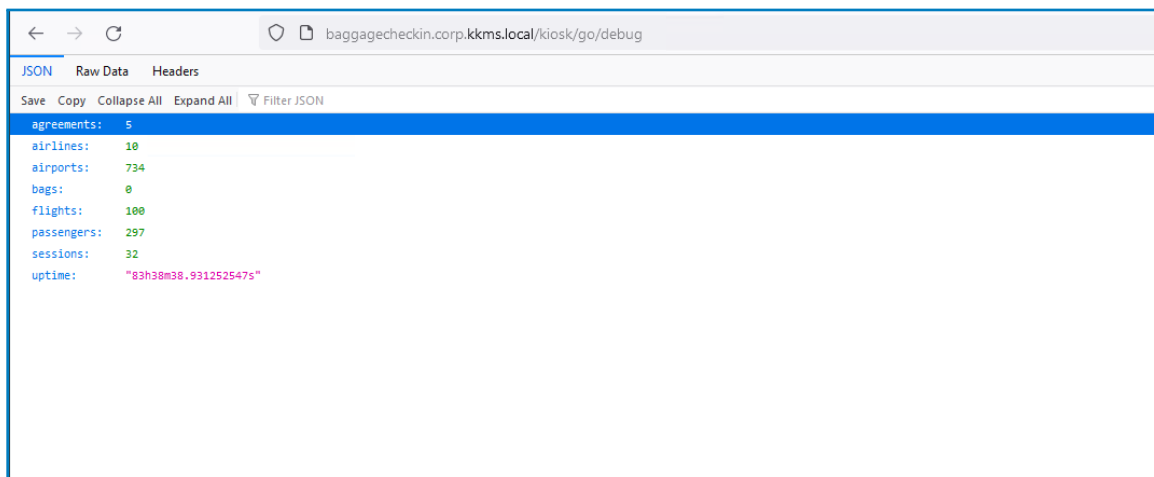 baggagecheckin.corp.kkms.local/kiosk/go/debug
JSON Raw Data Headers
Save Copy Collapse All Expand All Filter JSON
agreements: 5
airlines: 10
airports: 734
bags: 0
flights: 100
passengers: 297
sessions: 32
uptime: "83h38m38.931252547s"